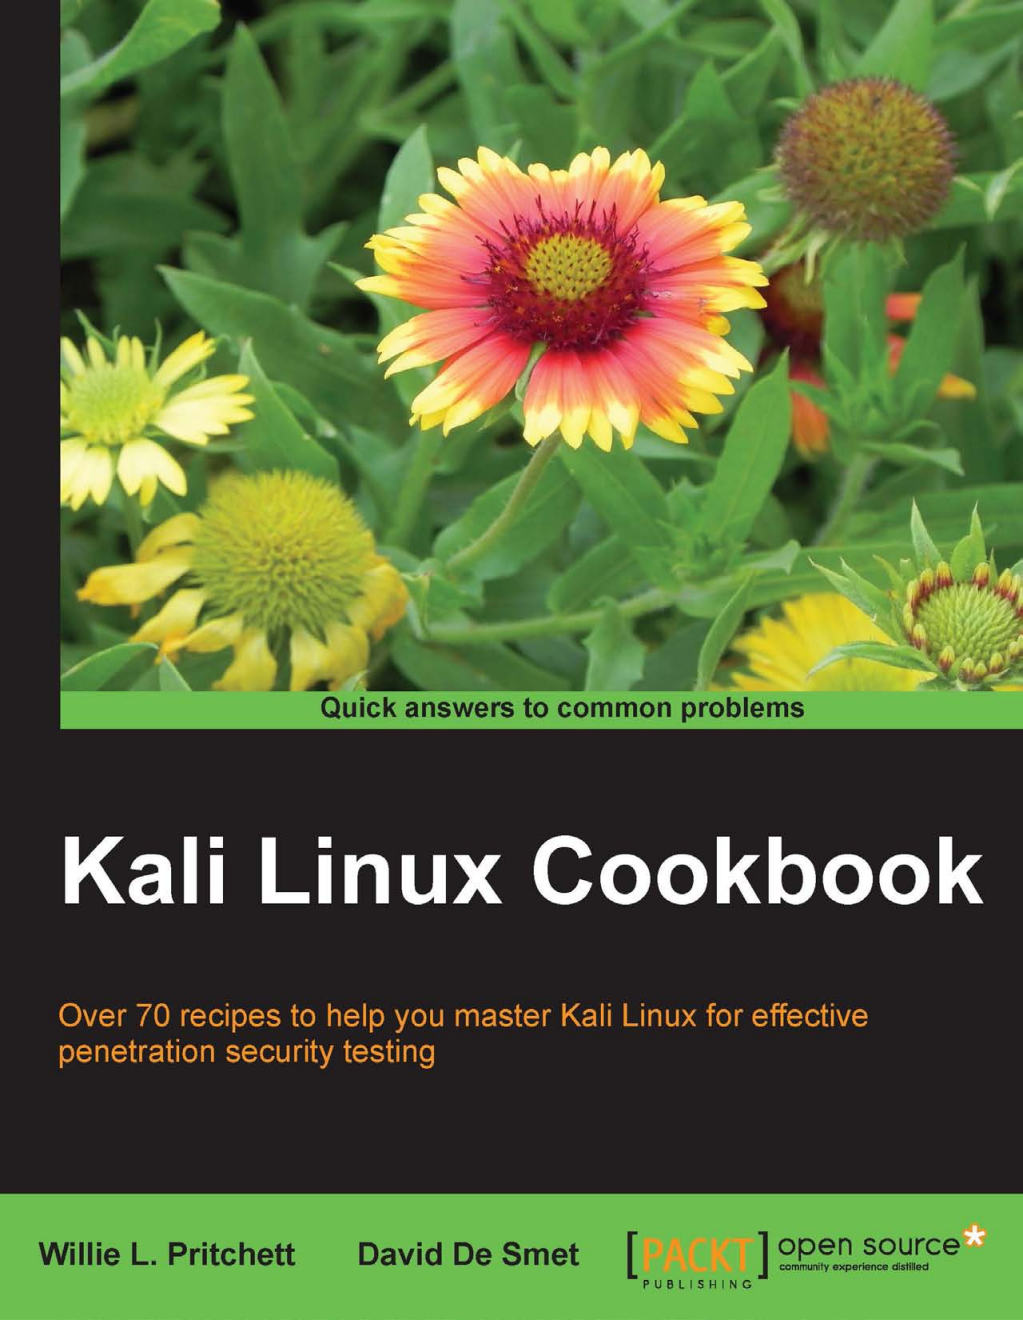 Quick answers to common problems
Kali Linux Cookbook
Over 70 recipes to help you master Kali Linux for effective
penetration security testing
Willie L. Pritchett David De Smet [PACKT] open source*
PUBLISHING community experience distilled